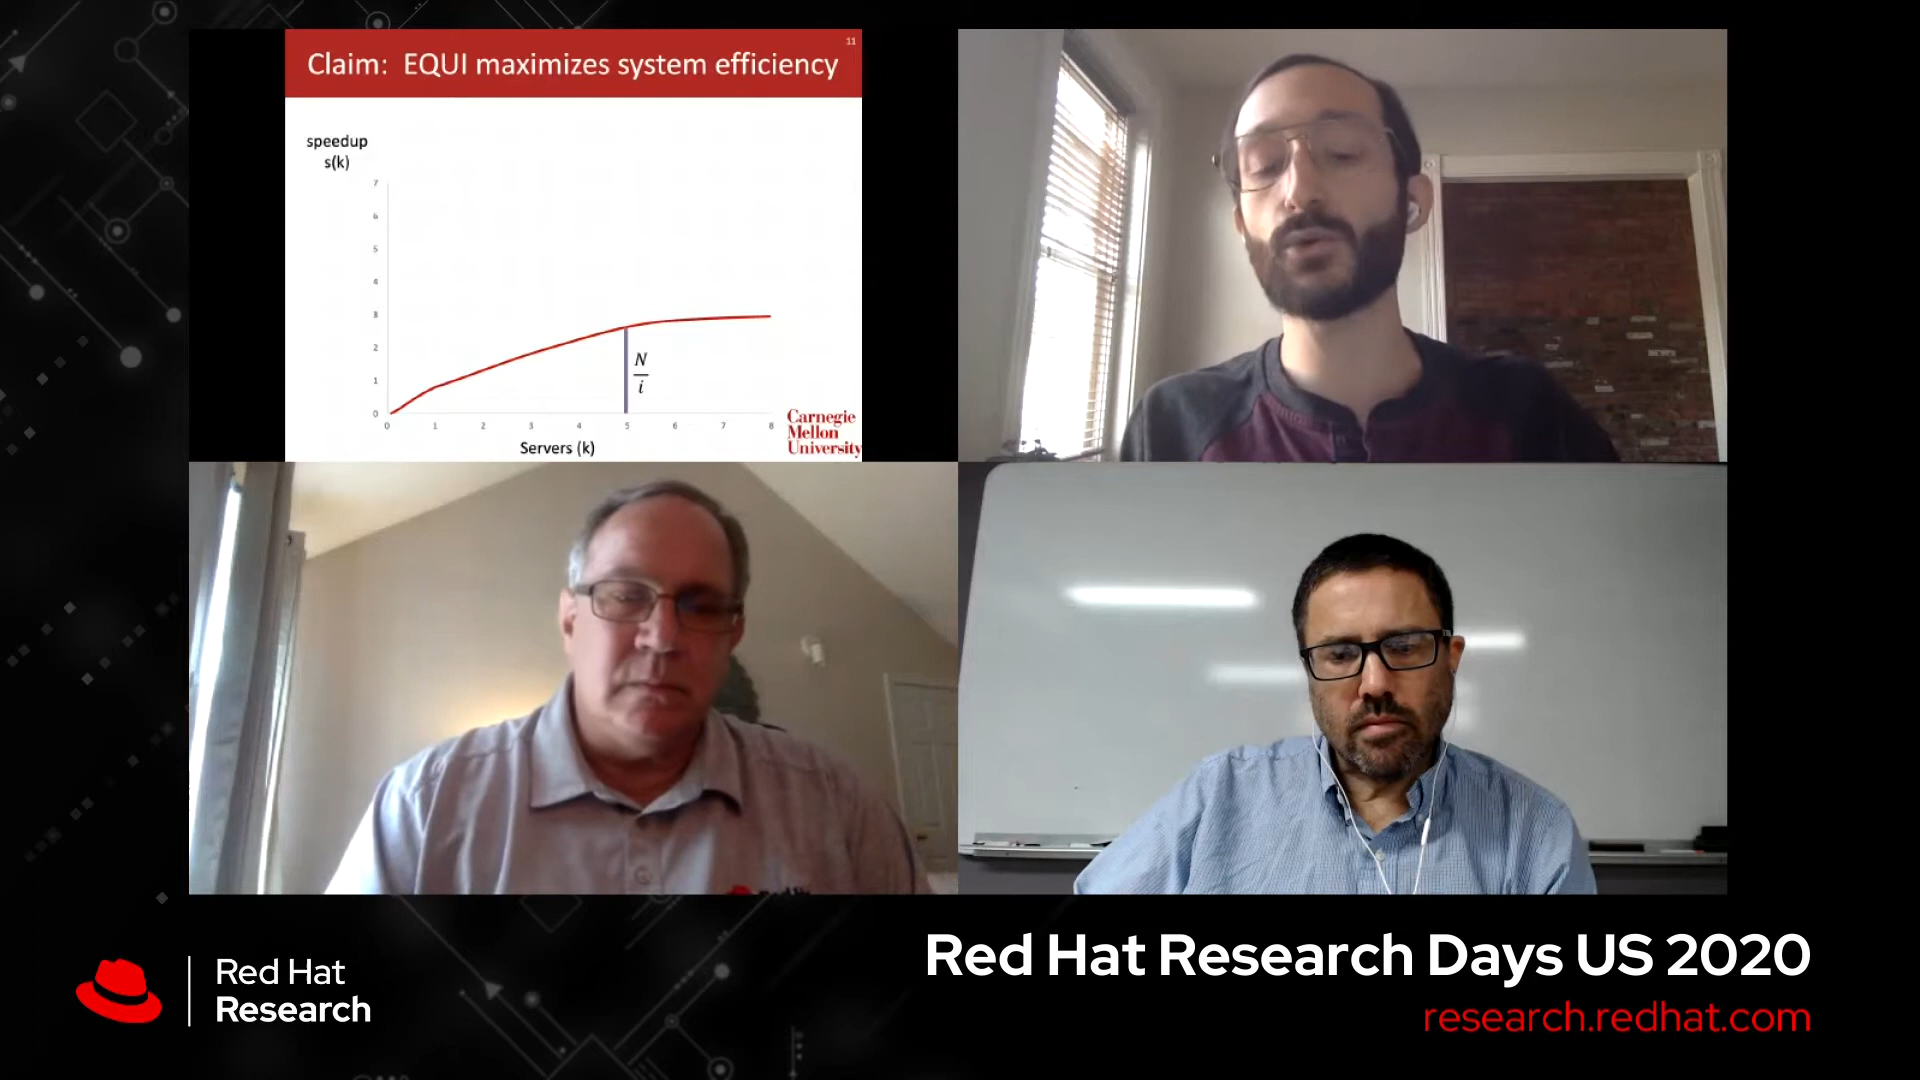 11
Claim: EQUI maximizes system efficiency
speedup
s(k)
7
6
5
4
3
2
1
0
N
i
0 1 2 3 4 5 6 7 8
Servers (k)
Carnegie
Mellon
University
Red Hat
Research
Red Hat Research Days US 2020
research.redhat.com